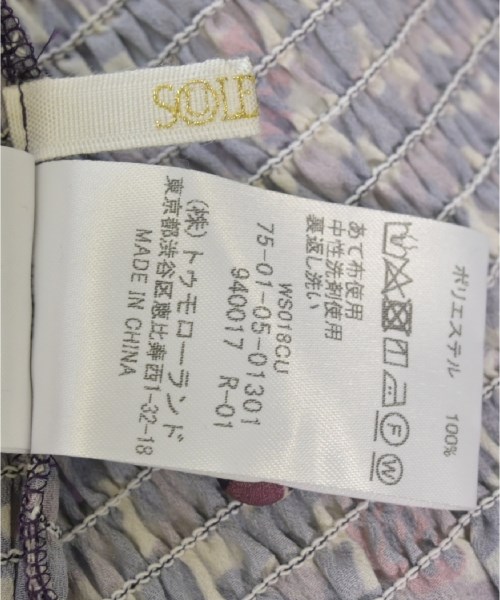 SOLE
ポリエステル 100%
F
W
あて布使用
中性洗剤使用
裏返し洗い
WS018CU
75-01-05-01301
940017 R-01
(株)トゥモローランド
東京都渋谷区恵比寿西1-32-18
MADE IN CHINA